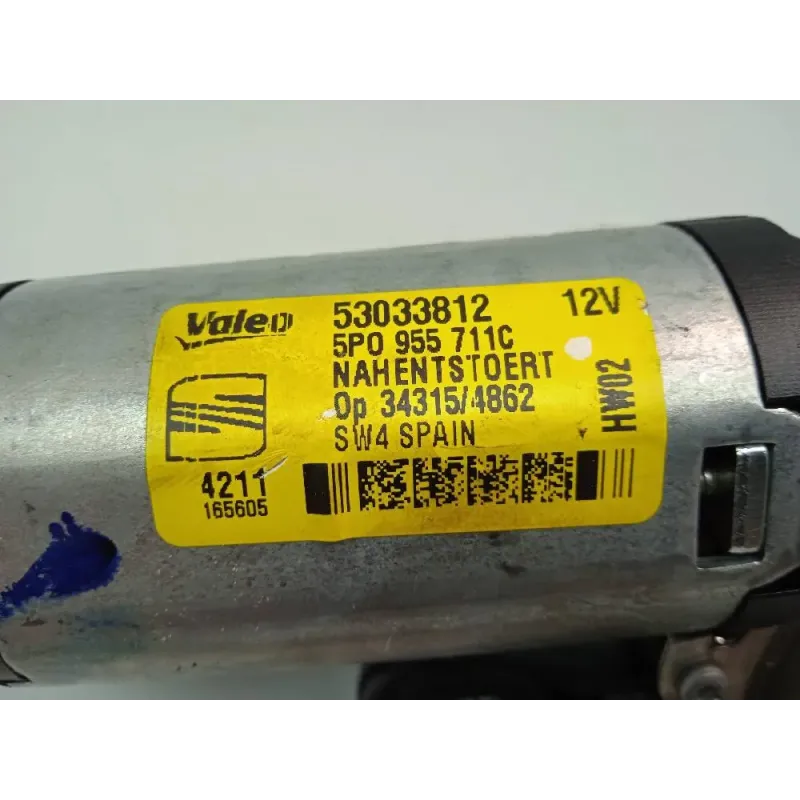 Valeo 53033812 12V
5P0 955 711C
NAHENTSTOERT
Op 34315/4862
SW4 SPAIN
HW02
4211
165605